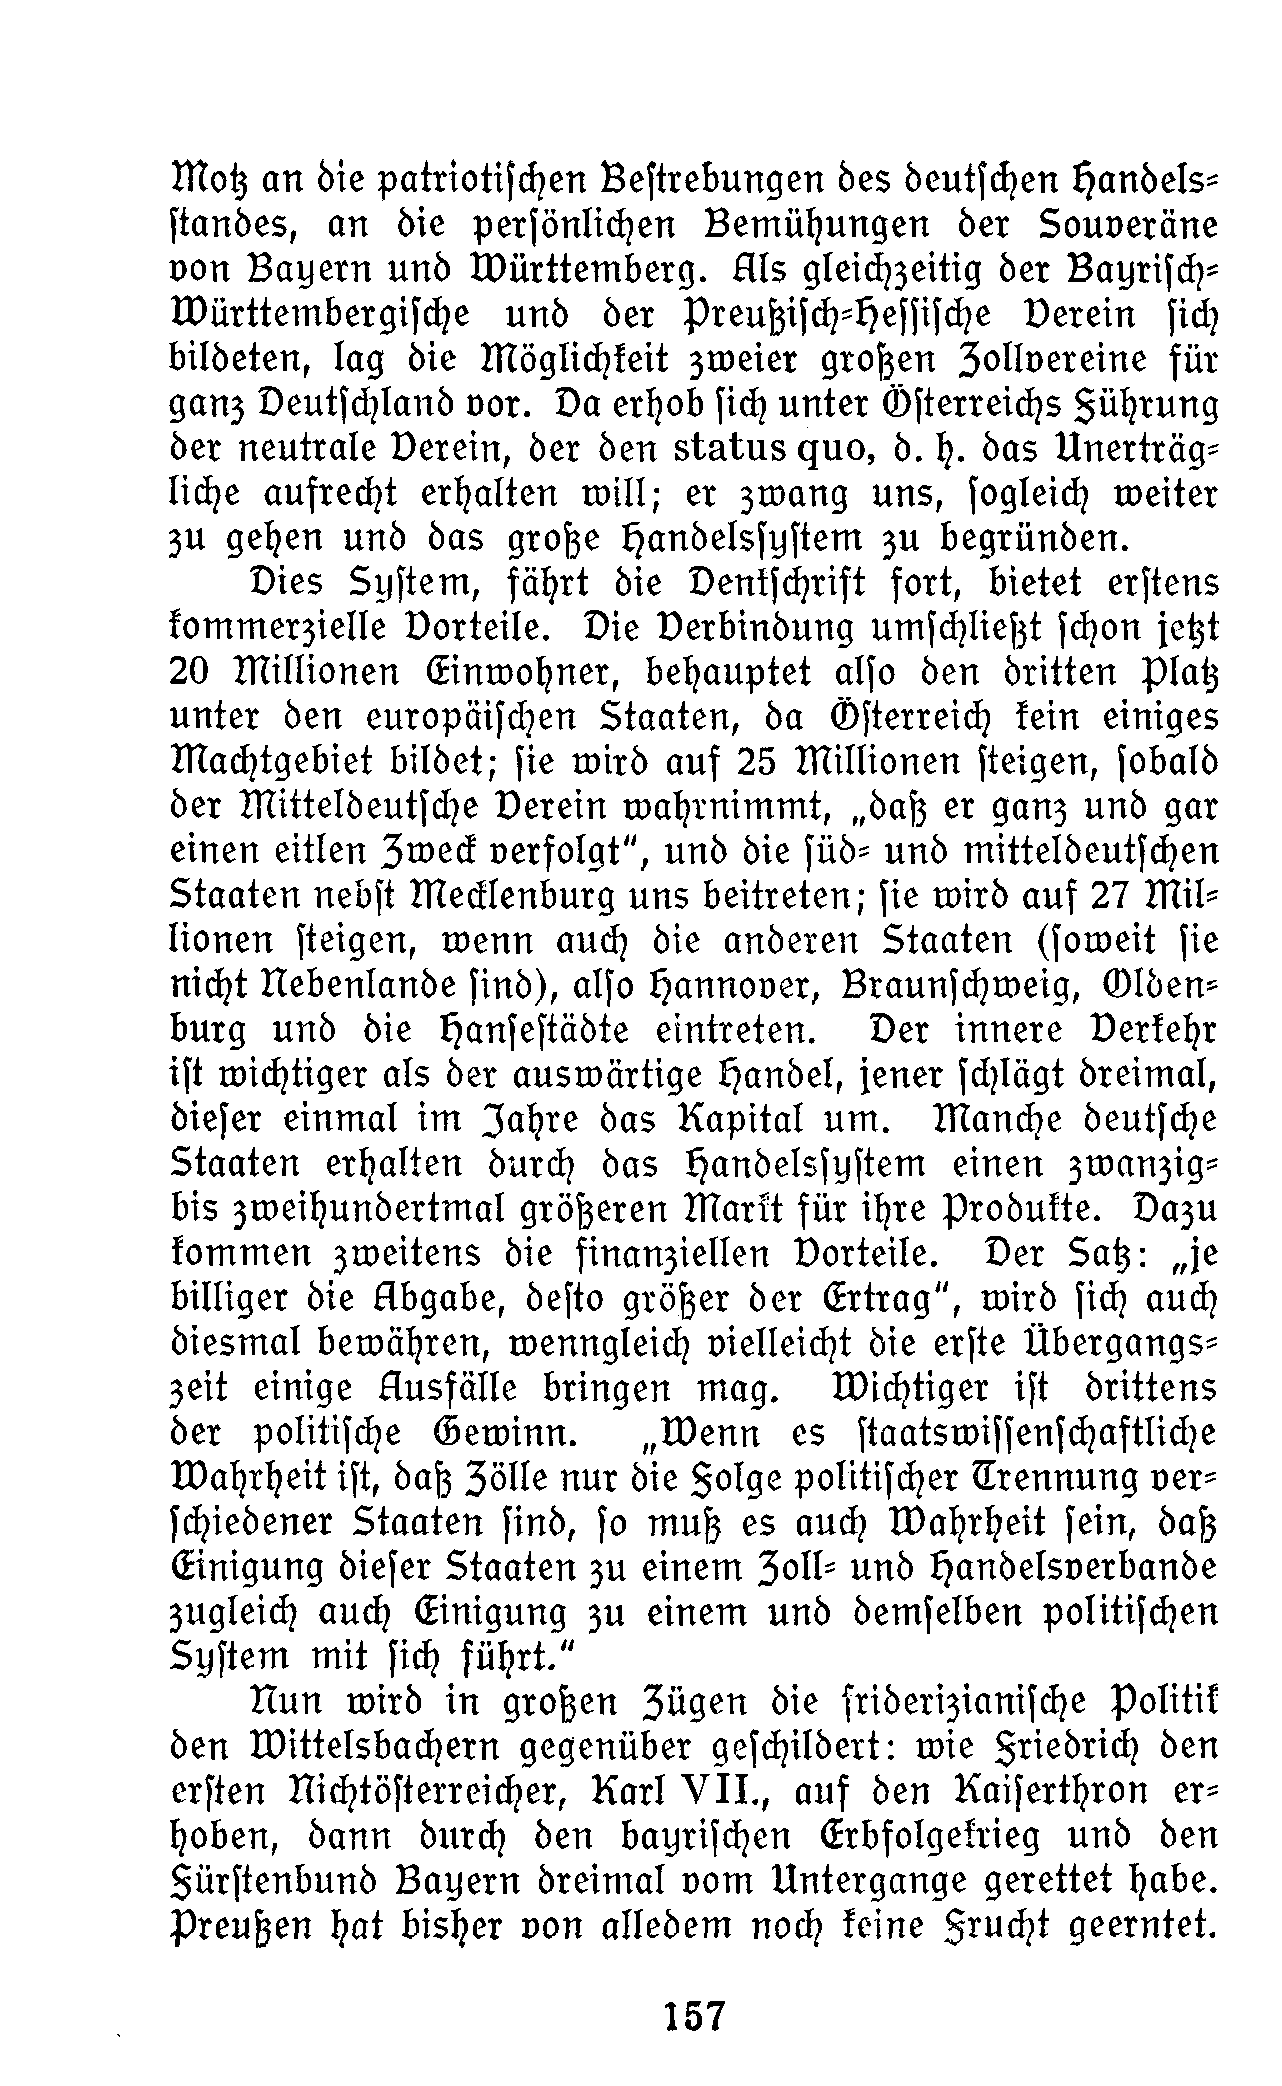 Motz an die patriotiſchen Beſtrebungen des deutſchen Handels-
ſtandes, an die perſönlichen Bemühungen der Souveräne
von Bayern und Württemberg. Als gleichzeitig der Bayriſch-
Württembergiſche und der Preußiſch-Heſſiſche Verein ſich
bildeten, lag die Möglichkeit zweier großen Zollvereine für
ganz Deutſchland vor. Da erhob ſich unter Öſterreichs Führung
der neutrale Verein, der den status quo, d. h. das Unerträg-
liche aufrecht erhalten will; er zwang uns, ſogleich weiter
zu gehen und das große Handelsſyſtem zu begründen.
Dies Syſtem, fährt die Denkſchrift fort, bietet erſtens
kommerzielle Vorteile. Die Verbindung umſchließt ſchon jetzt
20 Millionen Einwohner, behauptet alſo den dritten Platz
unter den europäiſchen Staaten, da Öſterreich kein einiges
Machtgebiet bildet; ſie wird auf 25 Millionen ſteigen, ſobald
der Mitteldeutſche Verein wahrnimmt, „daß er ganz und gar
einen eitlen Zweck verfolgt“, und die ſüd- und mitteldeutſchen
Staaten nebſt Mecklenburg uns beitreten; ſie wird auf 27 Mil-
lionen ſteigen, wenn auch die anderen Staaten (ſoweit ſie
nicht Nebenlande ſind), alſo Hannover, Braunſchweig, Olden-
burg und die Hanſeſtädte eintreten. Der innere Verkehr
iſt wichtiger als der auswärtige Handel, jener ſchlägt dreimal,
dieſer einmal im Jahre das Kapital um. Manche deutſche
Staaten erhalten durch das Handelsſyſtem einen zwanzig-
bis zweihundertmal größeren Markt für ihre Produkte. Dazu
kommen zweitens die finanziellen Vorteile. Der Satz: „je
billiger die Abgabe, deſto größer der Ertrag“, wird ſich auch
diesmal bewähren, wenngleich vielleicht die erſte Übergangs-
zeit einige Ausfälle bringen mag. Wichtiger iſt drittens
der politiſche Gewinn. „Wenn es ſtaatswiſſenſchaftliche
Wahrheit iſt, daß Zölle nur die Folge politiſcher Trennung ver-
ſchiedener Staaten ſind, ſo muß es auch Wahrheit ſein, daß
Einigung dieſer Staaten zu einem Zoll- und Handelsverbande
zugleich auch Einigung zu einem und demſelben politiſchen
Syſtem mit ſich führt.“
Nun wird in großen Zügen die friderizianiſche Politik
den Wittelsbachern gegenüber geſchildert: wie Friedrich den
erſten Nichtöſterreicher, Karl VII., auf den Kaiſerthron er-
hoben, dann durch den bayriſchen Erbfolgekrieg und den
Fürſtenbund Bayern dreimal vom Untergange gerettet habe.
Preußen hat bisher von alledem noch keine Frucht geerntet.
157